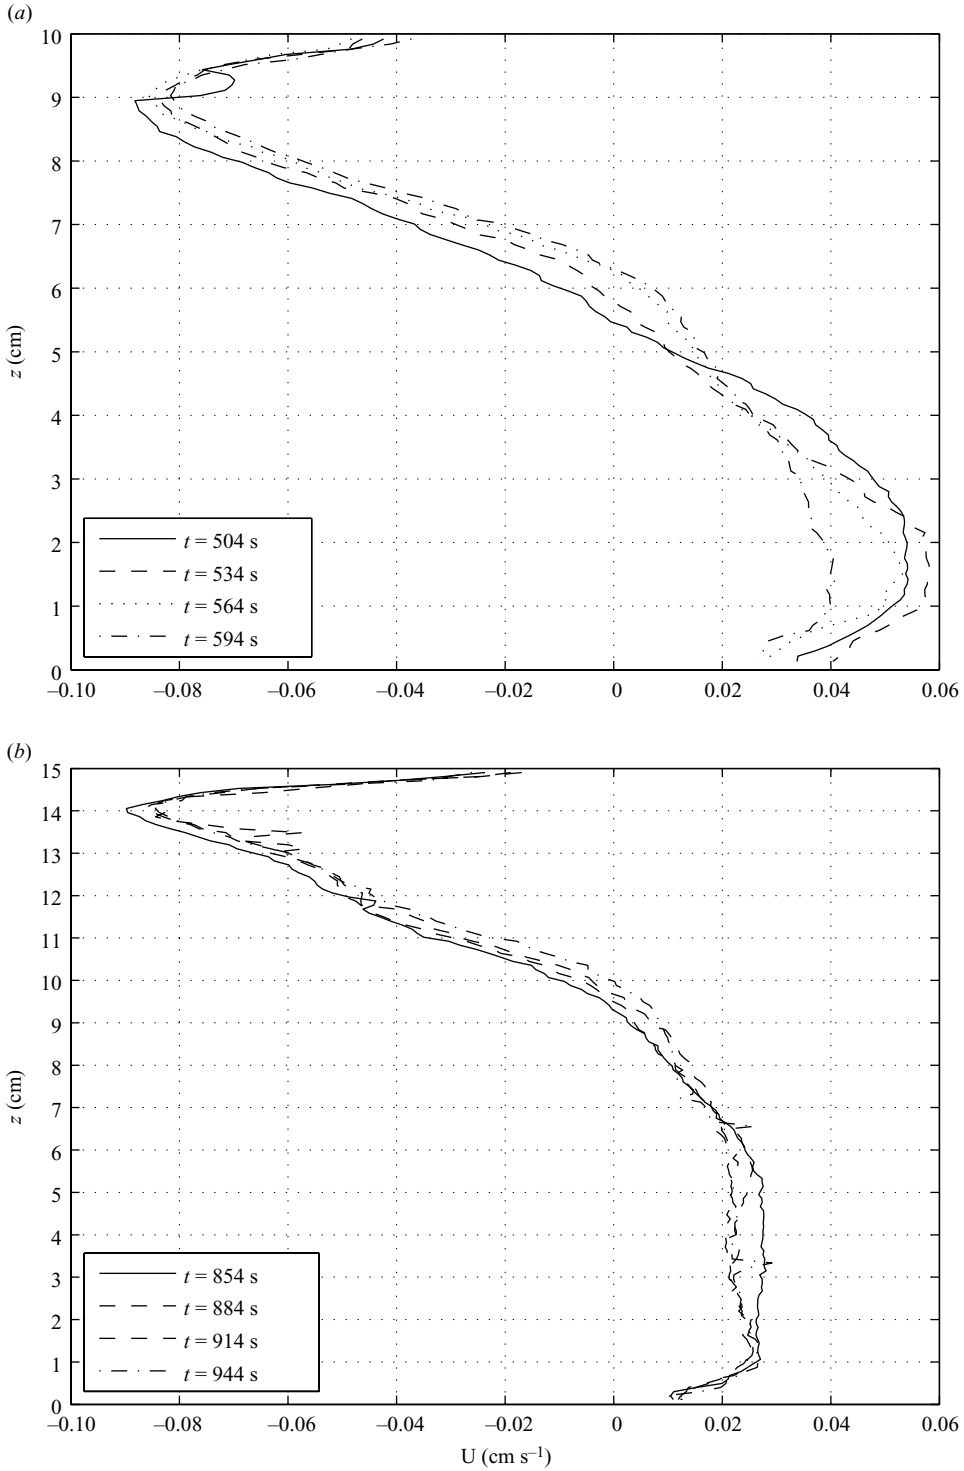 (a)
10
9
8
7
6
5
4
3
2
1
0
z (cm)
t = 504 s
t = 534 s
t = 564 s
t = 594 s
–0.10 –0.08 –0.06 –0.04 –0.02 0 0.02 0.04 0.06
(b)
15
14
13
12
11
10
9
8
7
6
5
4
3
2
1
0
z (cm)
t = 854 s
t = 884 s
t = 914 s
t = 944 s
–0.10 –0.08 –0.06 –0.04 –0.02 0 0.02 0.04 0.06
U (cm s–1)